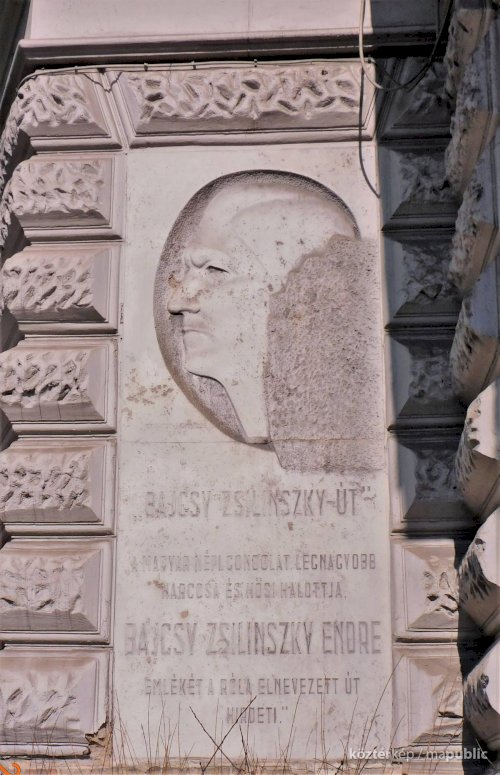 „BAJCSY ZSILINSZKY-ÚT”
A MAGYAR NÉPI GONDOLAT LEGNAGYOBB
HARCOSA ÉS HŐSI HALOTTJA,
BAJCSY ZSILINSZKY ENDRE
EMLÉKÉT A RÓLA ELNEVEZETT ÚT
HIRDETI."
köztérkép / mapublic